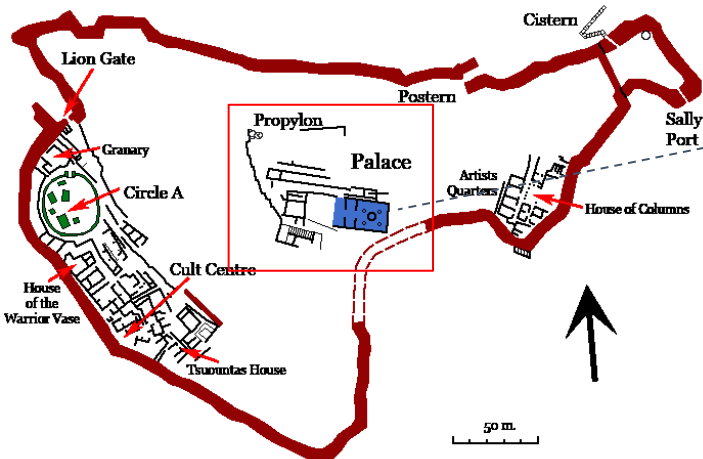 Cistern
Lion Gate
Postern
Sally
Port
Propylon
Granary
Palace
Artists
Quarters
Circle A
House of Columns
Cult Centre
House
of the
Warrior Vase
Tsountas House
50 m.